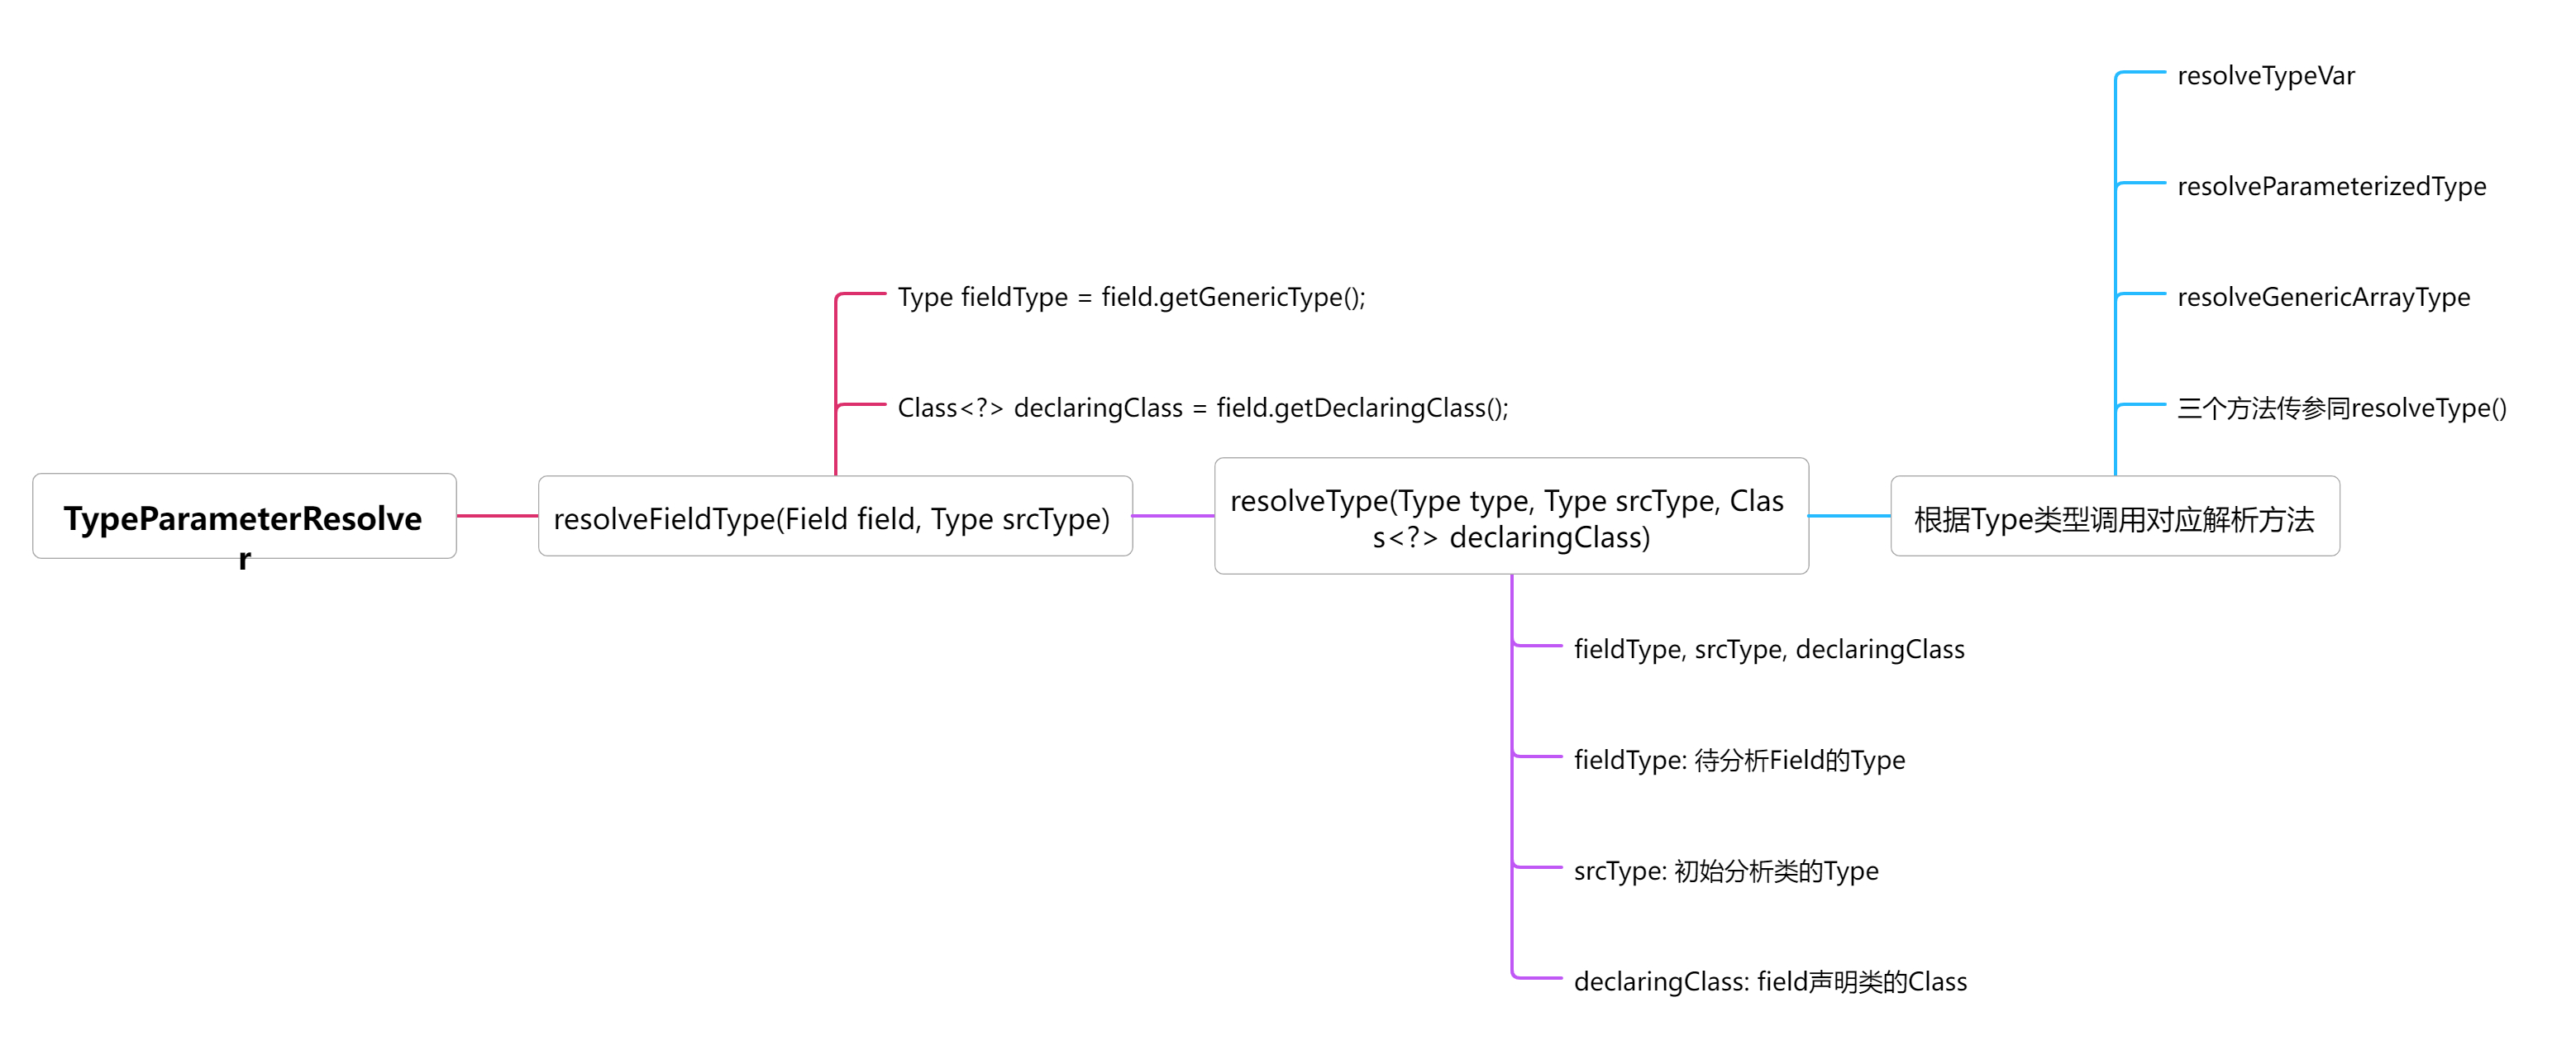 TypeParameterResolve
r
resolveFieldType(Field field, Type srcType)
Type fieldType = field.getGenericType();
Class<?> declaringClass = field.getDeclaringClass();
resolveType(Type type, Type srcType, Clas
s<?> declaringClass)
fieldType, srcType, declaringClass
fieldType: 待分析Field的Type
srcType: 初始分析类的Type
declaringClass: field声明类的Class
根据Type类型调用对应解析方法
resolveTypeVar
resolveParameterizedType
resolveGenericArrayType
三个方法传参同resolveType()